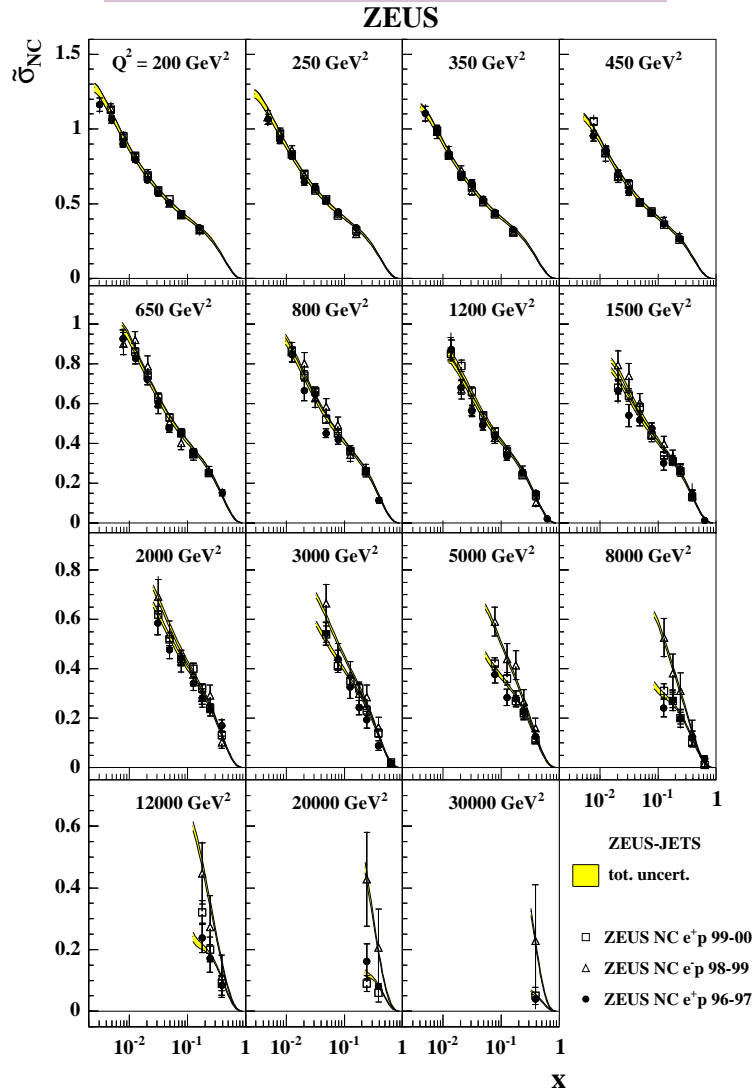 ZEUS
σ̃NC
Q² = 200 GeV²
250 GeV²
350 GeV²
450 GeV²
1.5
1
0.5
0
650 GeV²
800 GeV²
1200 GeV²
1500 GeV²
1
0.8
0.6
0.4
0.2
0
2000 GeV²
3000 GeV²
5000 GeV²
8000 GeV²
0.8
0.6
0.4
0.2
0
10⁻² 10⁻¹ 1
12000 GeV²
20000 GeV²
30000 GeV²
0.6
0.4
0.2
0
10⁻² 10⁻¹ 1
10⁻² 10⁻¹ 1
10⁻² 10⁻¹ 1
x
ZEUS-JETS
tot. uncert.
ZEUS NC e⁺p 99-00
ZEUS NC e⁻p 98-99
ZEUS NC e⁺p 96-97